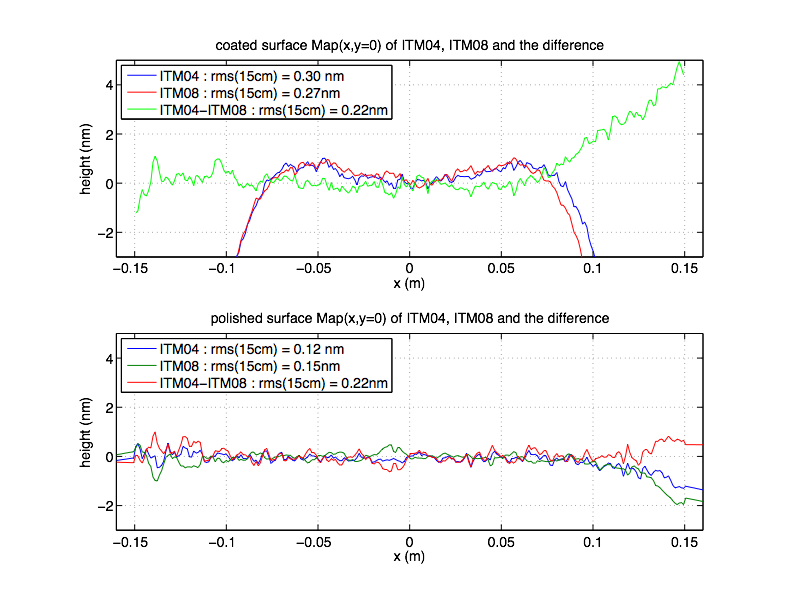 coated surface Map(x,y=0) of ITM04, ITM08 and the difference
ITM04 : rms(15cm) = 0.30 nm
ITM08 : rms(15cm) = 0.27nm
ITM04−ITM08 : rms(15cm) = 0.22nm
height (nm)
4
2
0
−2
−0.15 −0.1 −0.05 0 0.05 0.1 0.15
x (m)
polished surface Map(x,y=0) of ITM04, ITM08 and the difference
ITM04 : rms(15cm) = 0.12 nm
ITM08 : rms(15cm) = 0.15nm
ITM04−ITM08 : rms(15cm) = 0.22nm
height (nm)
4
2
0
−2
−0.15 −0.1 −0.05 0 0.05 0.1 0.15
x (m)